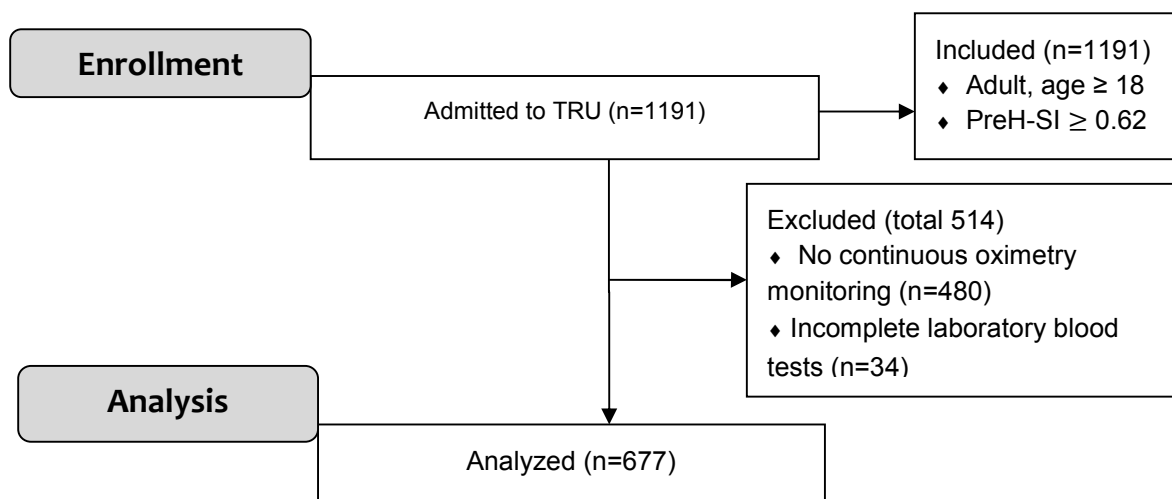 Enrollment
Admitted to TRU (n=1191)
Included (n=1191)
♦ Adult, age ≥ 18
♦ PreH-SI ≥ 0.62
Excluded (total 514)
♦ No continuous oximetry
monitoring (n=480)
♦ Incomplete laboratory blood
tests (n=34)
Analysis
Analyzed (n=677)